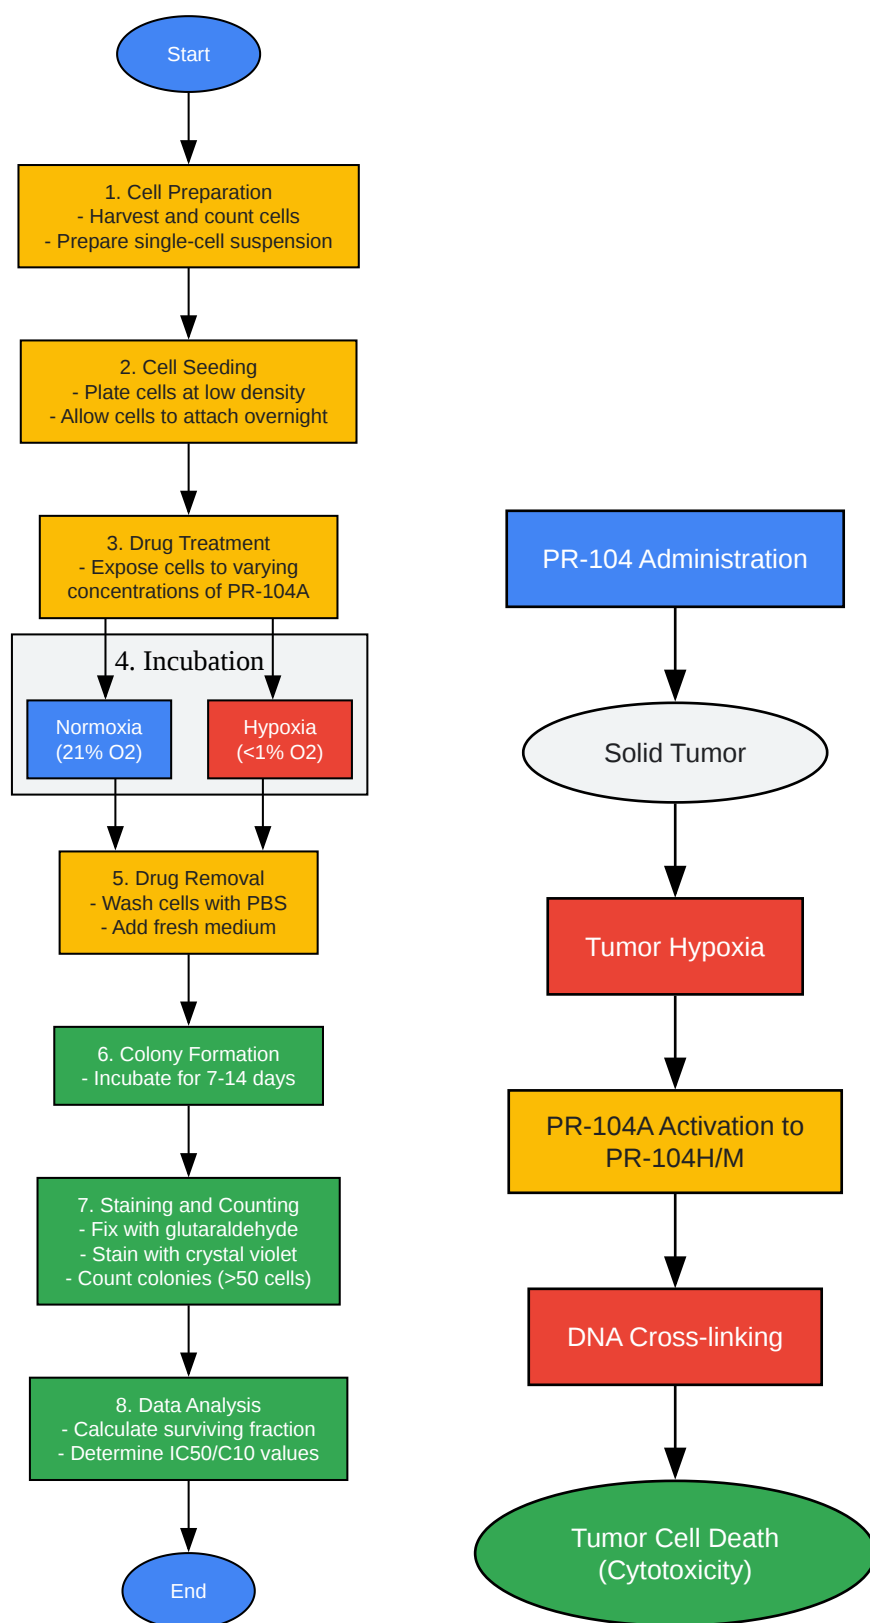 Start
1. Cell Preparation
- Harvest and count cells
- Prepare single-cell suspension
2. Cell Seeding
- Plate cells at low density
- Allow cells to attach overnight
3. Drug Treatment
- Expose cells to varying
concentrations of PR-104A
4. Incubation
Normoxia
(21% O2)
Hypoxia
(<1% O2)
5. Drug Removal
- Wash cells with PBS
- Add fresh medium
6. Colony Formation
- Incubate for 7-14 days
7. Staining and Counting
- Fix with glutaraldehyde
- Stain with crystal violet
- Count colonies (>50 cells)
8. Data Analysis
- Calculate surviving fraction
- Determine IC50/C10 values
End
PR-104 Administration
Solid Tumor
Tumor Hypoxia
PR-104A Activation to
PR-104H/M
DNA Cross-linking
Tumor Cell Death
(Cytotoxicity)